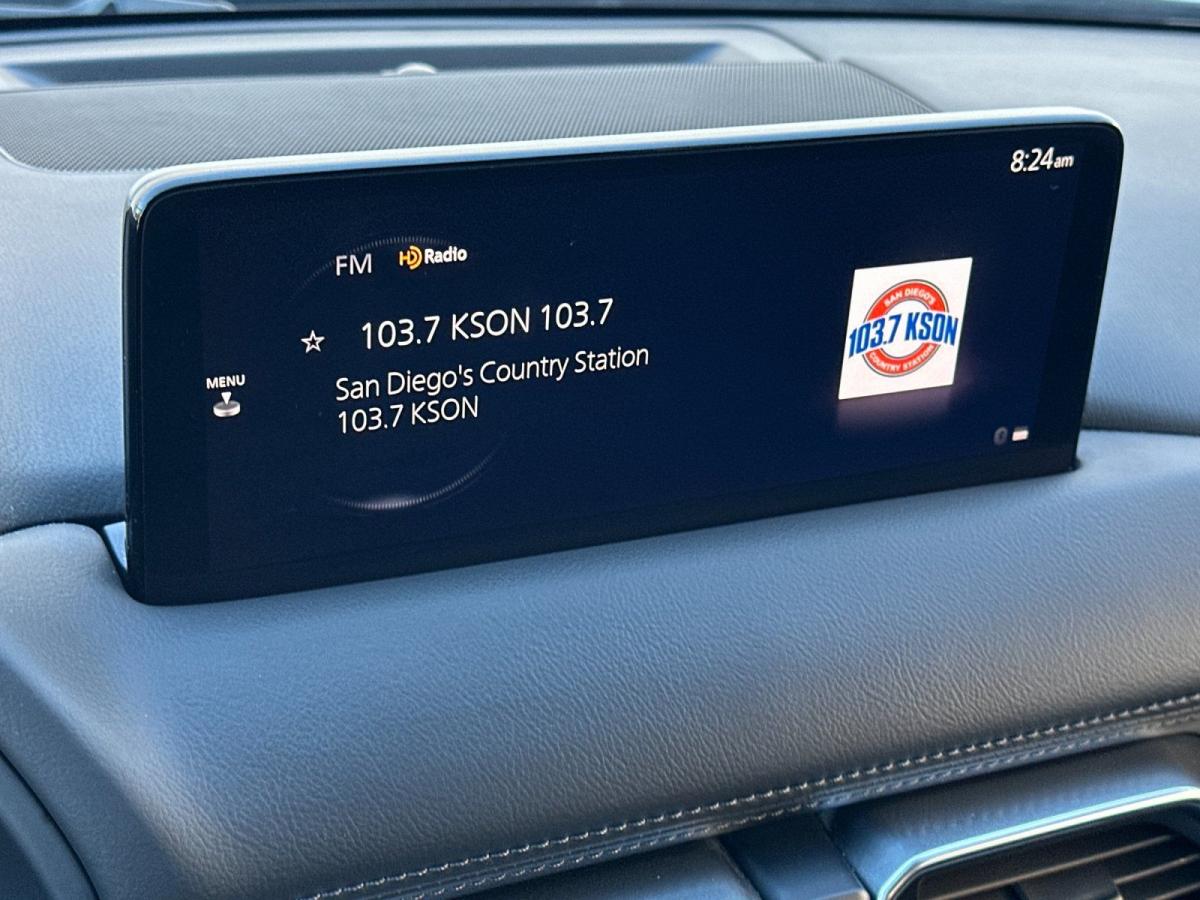 8:24am
FM HD Radio
103.7 KSON 103.7
San Diego's Country Station
103.7 KSON
MENU
SAN DIEGO'S
103.7 KSON
COUNTRY STATION